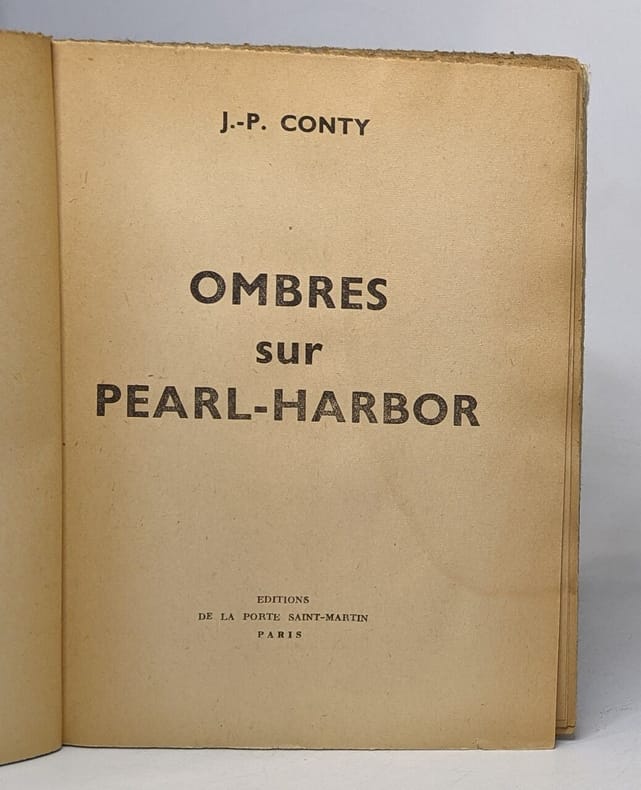 J.-P. CONTY
OMBRES
sur
PEARL-HARBOR
EDITIONS
DE LA PORTE SAINT-MARTIN
PARIS